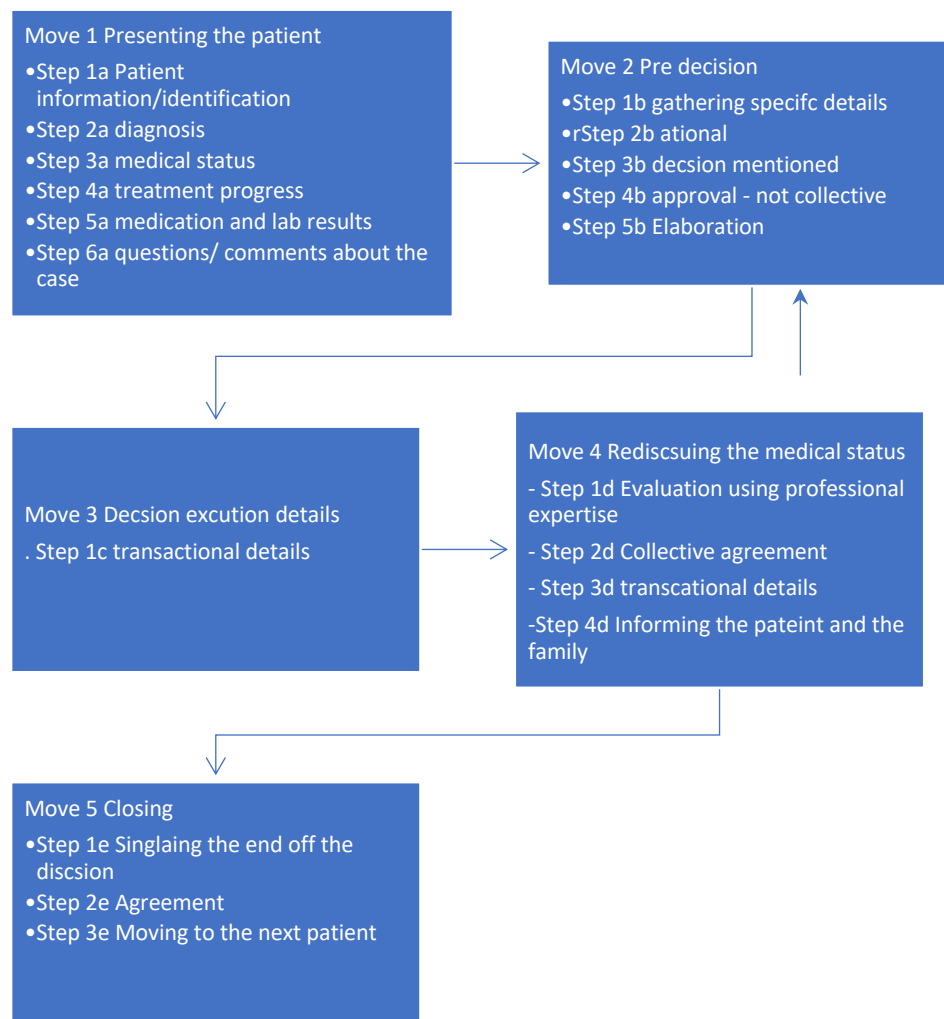 Move 1 Presenting the patient
•Step 1a Patient
information/identification
•Step 2a diagnosis
•Step 3a medical status
•Step 4a treatment progress
•Step 5a medication and lab results
•Step 6a questions/ comments about the
case
Move 2 Pre decision
•Step 1b gathering specifc details
•rStep 2b ational
•Step 3b decsion mentioned
•Step 4b approval - not collective
•Step 5b Elaboration
Move 3 Decsion excution details
. Step 1c transactional details
Move 4 Rediscsuing the medical status
- Step 1d Evaluation using professional
expertise
- Step 2d Collective agreement
- Step 3d transcational details
-Step 4d Informing the pateint and the
family
Move 5 Closing
•Step 1e Singlaing the end off the
discsion
•Step 2e Agreement
•Step 3e Moving to the next patient